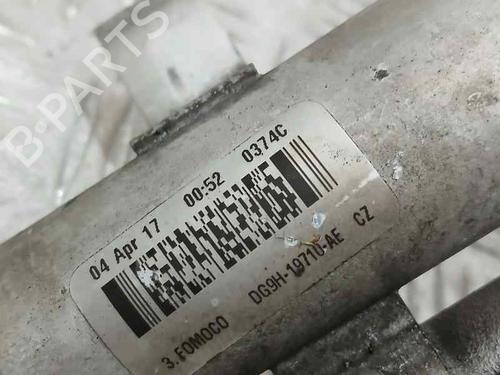 B-PARTS
04 Apr 17 00:52 0374C
3. FOMOCO DG9H-19710-AE CZ